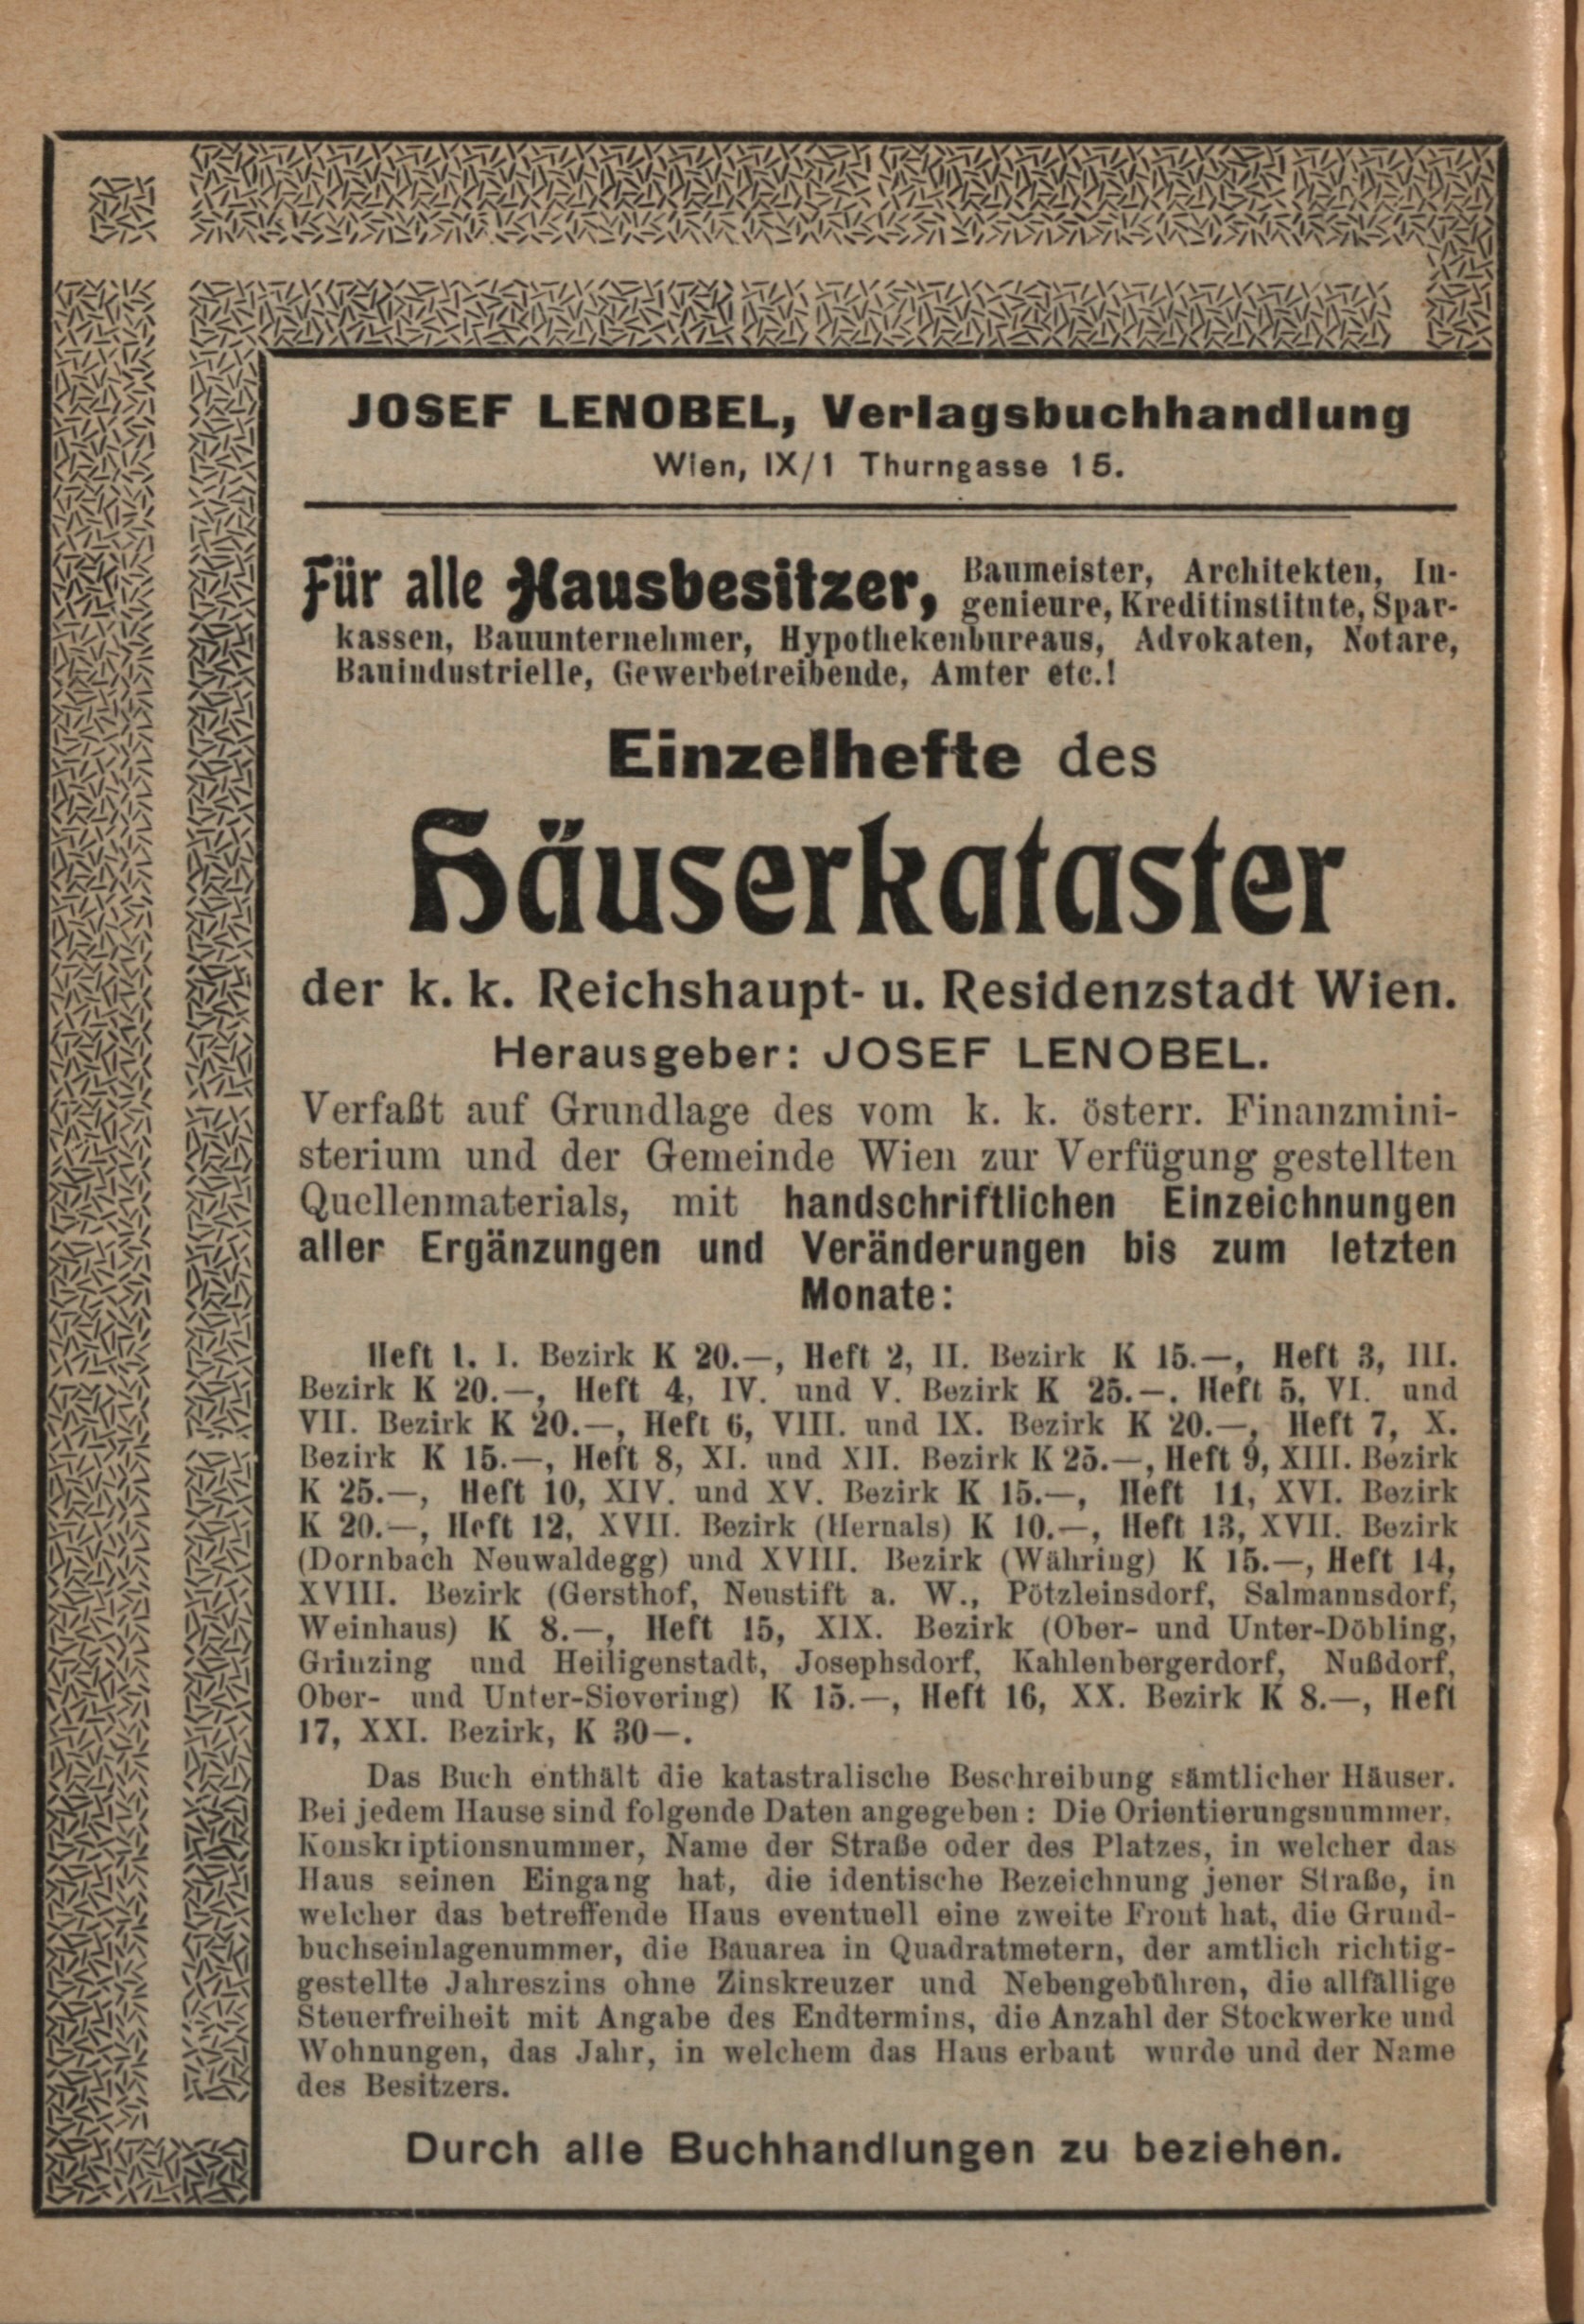 JOSEF LENOBEL, Verlagsbuchhandlung
Wien, IX/1 Thurngasse 15.
Für alle Hausbesitzer, Baumeister, Architekten, In-
genieure, Kreditinstitute, Spar-
kassen, Bauunternehmer, Hypothekenbureaus, Advokaten, Notare,
Bauindustrielle, Gewerbetreibende, Amter etc.!
Einzelhefte des
Häuserkataster
der k. k. Reichshaupt- u. Residenzstadt Wien.
Herausgeber: JOSEF LENOBEL.
Verfaßt auf Grundlage des vom k. k. österr. Finanzmini-
sterium und der Gemeinde Wien zur Verfügung gestellten
Quellenmaterials, mit handschriftlichen Einzeichnungen
aller Ergänzungen und Veränderungen bis zum letzten
Monate:
Heft 1. I. Bezirk K 20.—, Heft 2, II. Bezirk K 15.—, Heft 3, III.
Bezirk K 20.—, Heft 4, IV. und V. Bezirk K 25.—. Heft 5, VI. und
VII. Bezirk K 20.—, Heft 6, VIII. und IX. Bezirk K 20.—, Heft 7, X.
Bezirk K 15.—, Heft 8, XI. und XII. Bezirk K 25.—, Heft 9, XIII. Bezirk
K 25.—, Heft 10, XIV. und XV. Bezirk K 15.—, Heft 11, XVI. Bezirk
K 20.—, Heft 12, XVII. Bezirk (Hernals) K 10.—, Heft 13, XVII. Bezirk
(Dornbach Neuwaldegg) und XVIII. Bezirk (Währing) K 15.—, Heft 14,
XVIII. Bezirk (Gersthof, Neustift a. W., Pötzleinsdorf, Salmannsdorf,
Weinhaus) K 8.—, Heft 15, XIX. Bezirk (Ober- und Unter-Döbling,
Grinzing und Heiligenstadt, Josephsdorf, Kahlenbergerdorf, Nußdorf,
Ober- und Unter-Sievering) K 15.—, Heft 16, XX. Bezirk K 8.—, Heft
17, XXI. Bezirk, K 30—.
Das Buch enthält die katastralische Beschreibung sämtlicher Häuser.
Bei jedem Hause sind folgende Daten angegeben: Die Orientierungsnummer,
Konskriptionsnummer, Name der Straße oder des Platzes, in welcher das
Haus seinen Eingang hat, die identische Bezeichnung jener Straße, in
welcher das betreffende Haus eventuell eine zweite Front hat, die Grund-
buchseinlagenummer, die Bauarea in Quadratmetern, der amtlich richtig-
gestellte Jahreszins ohne Zinskreuzer und Nebengebühren, die allfällige
Steuerfreiheit mit Angabe des Endtermins, die Anzahl der Stockwerke und
Wohnungen, das Jahr, in welchem das Haus erbaut wurde und der Name
des Besitzers.
Durch alle Buchhandlungen zu beziehen.